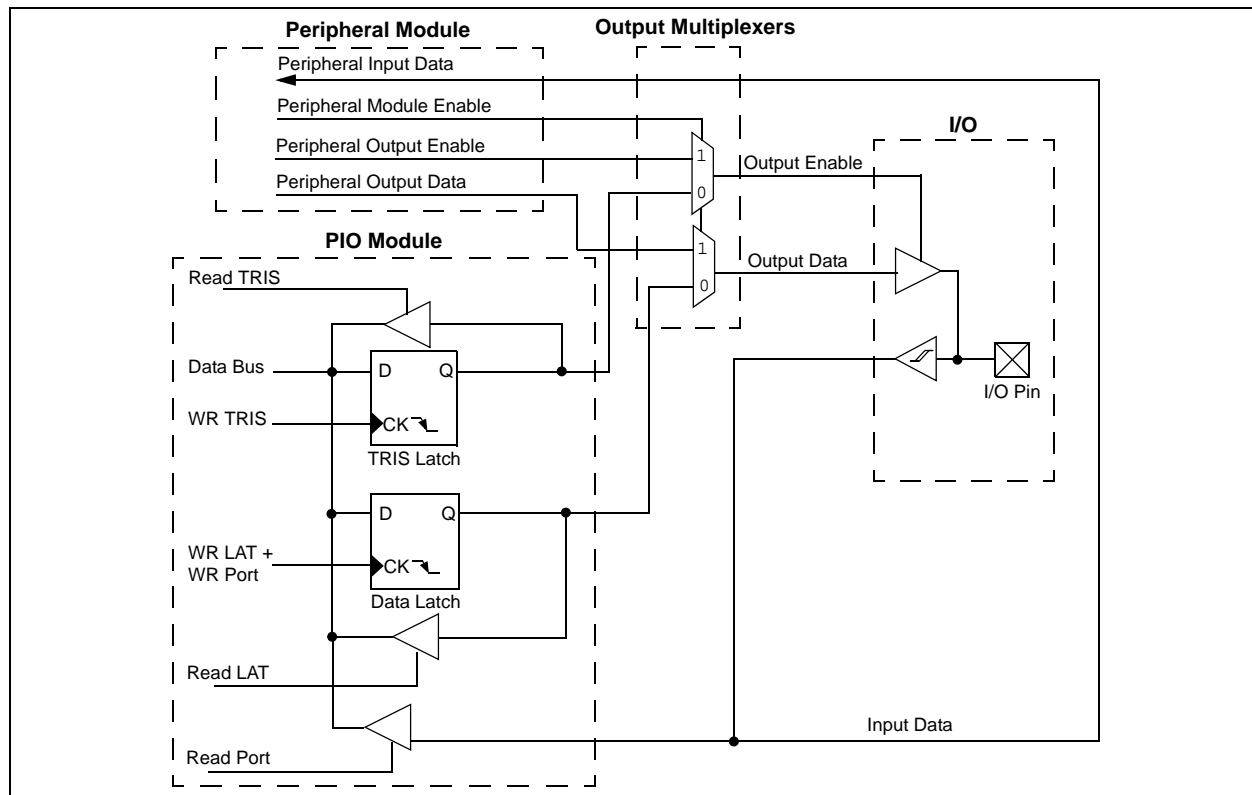 Peripheral Module
Output Multiplexers
Peripheral Input Data
Peripheral Module Enable
I/O
Peripheral Output Enable
1
Output Enable
Peripheral Output Data
0
PIO Module
1
Output Data
Read TRIS
0
Data Bus
D
Q
I/O Pin
WR TRIS
CK
TRIS Latch
D
Q
WR LAT +
WR Port
CK
Data Latch
Read LAT
Input Data
Read Port